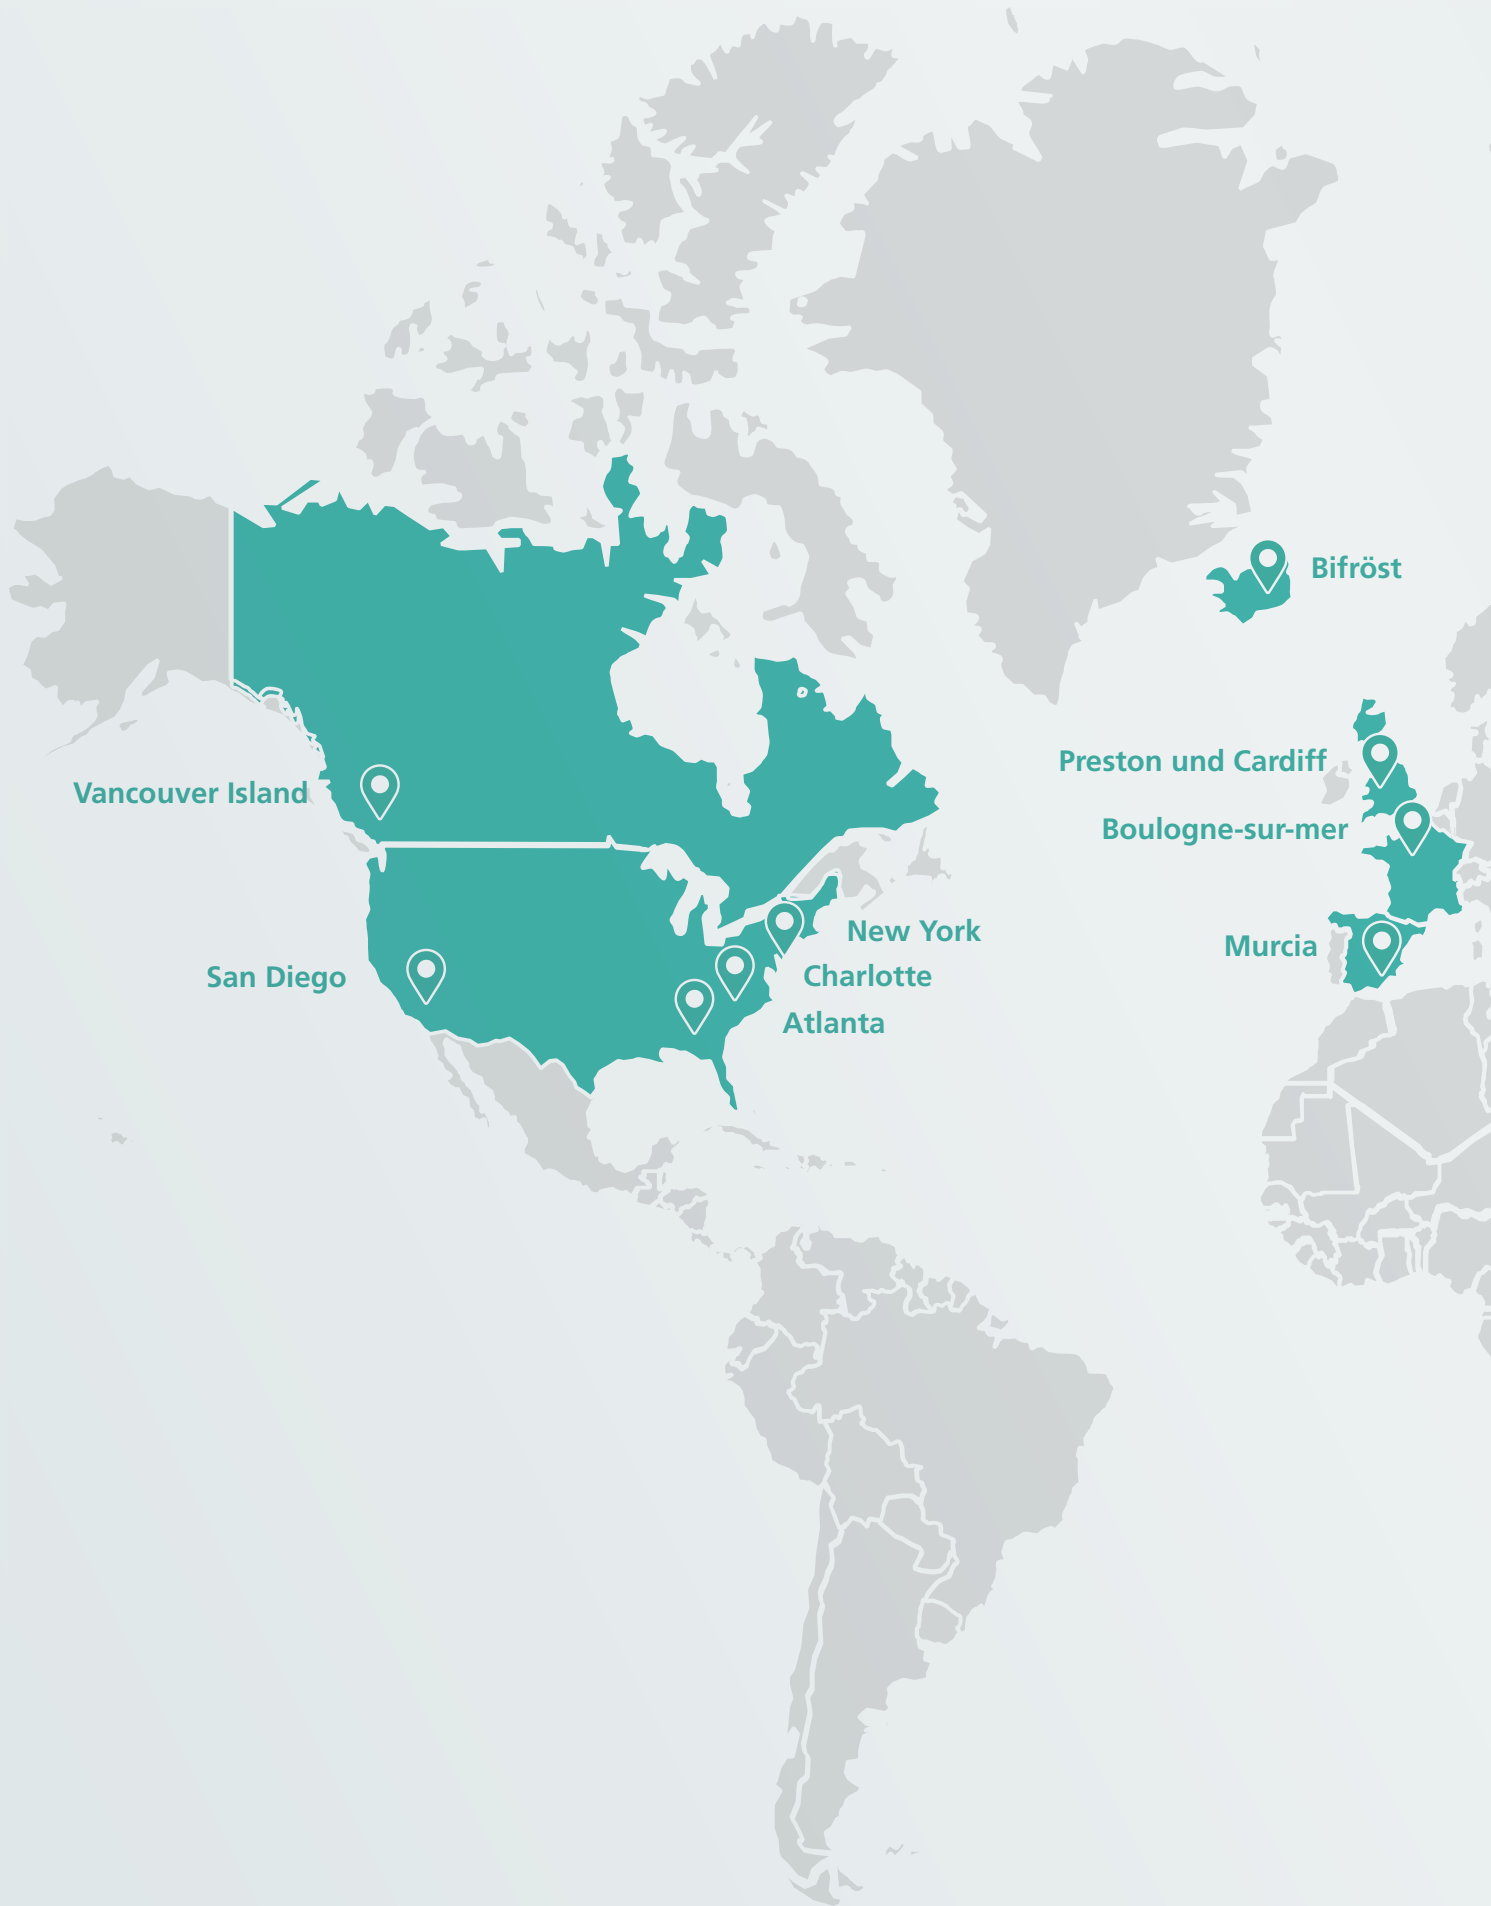 Bifröst
Preston und Cardiff
Vancouver Island
Boulogne-sur-mer
New York
Murcia
San Diego
Charlotte
Atlanta